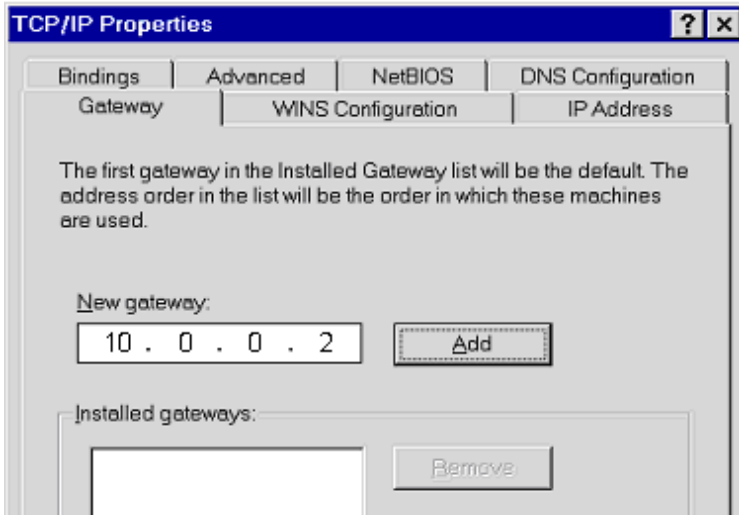 TCP/IP Properties
? ×
Bindings Advanced NetBIOS DNS Configuration
Gateway WINS Configuration IP Address
The first gateway in the Installed Gateway list will be the default. The
address order in the list will be the order in which these machines
are used.
New gateway:
10 . 0 . 0 . 2 Add
Installed gateways:
Remove